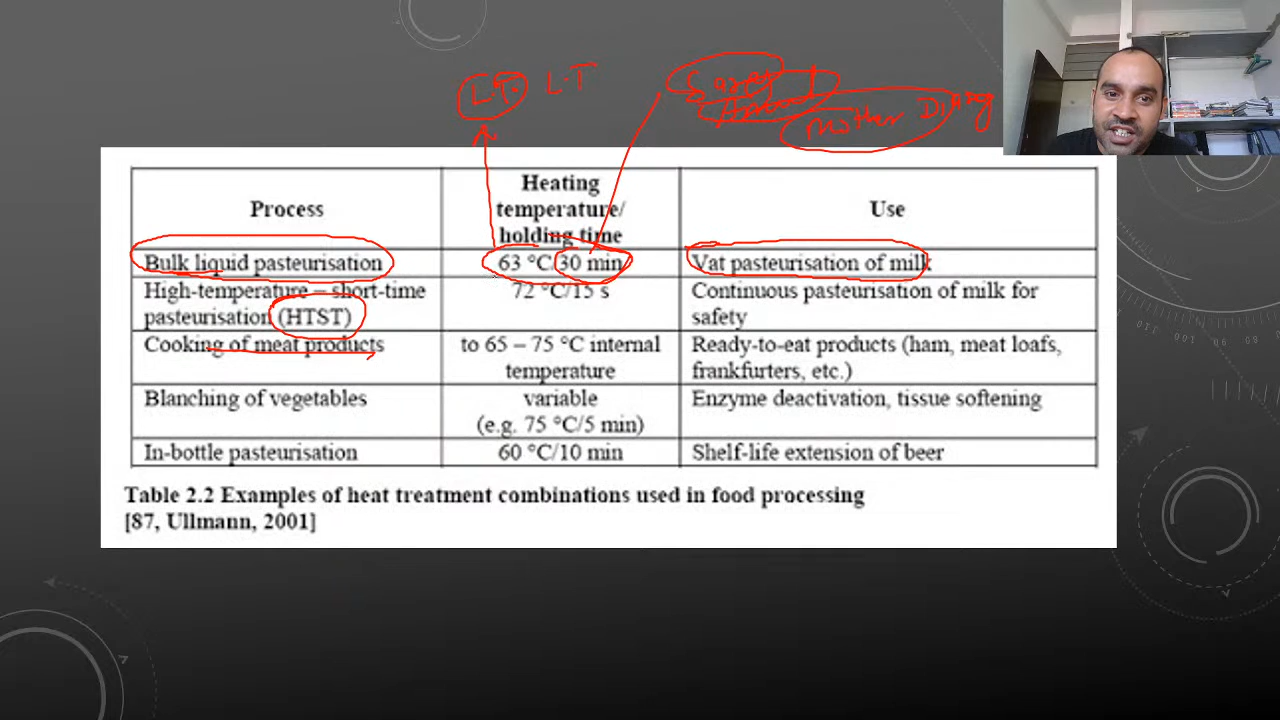 L.T. L.T
Mother
Process
Heating
temperature/
holding time
Use
Bulk liquid pasteurisation
63 °C/30 min
Vat pasteurisation of milk
High-temperature – short-time
pasteurisation (HTST)
72 °C/15 s
Continuous pasteurisation of milk for
safety
Cooking of meat products
to 65 – 75 °C internal
temperature
Ready-to-eat products (ham, meat loafs,
frankfurters, etc.)
Blanching of vegetables
variable
(e.g. 75 °C/5 min)
Enzyme deactivation, tissue softening
In-bottle pasteurisation
60 °C/10 min
Shelf-life extension of beer
Table 2.2 Examples of heat treatment combinations used in food processing
[87, Ullmann, 2001]